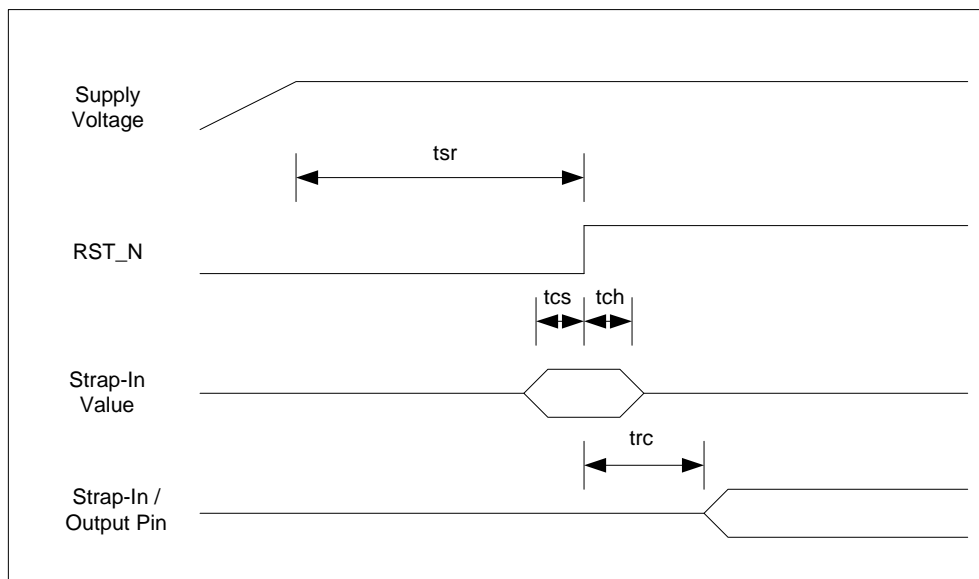 Supply
Voltage
tsr
RST_N
tcs
tch
Strap-In
Value
trc
Strap-In /
Output Pin